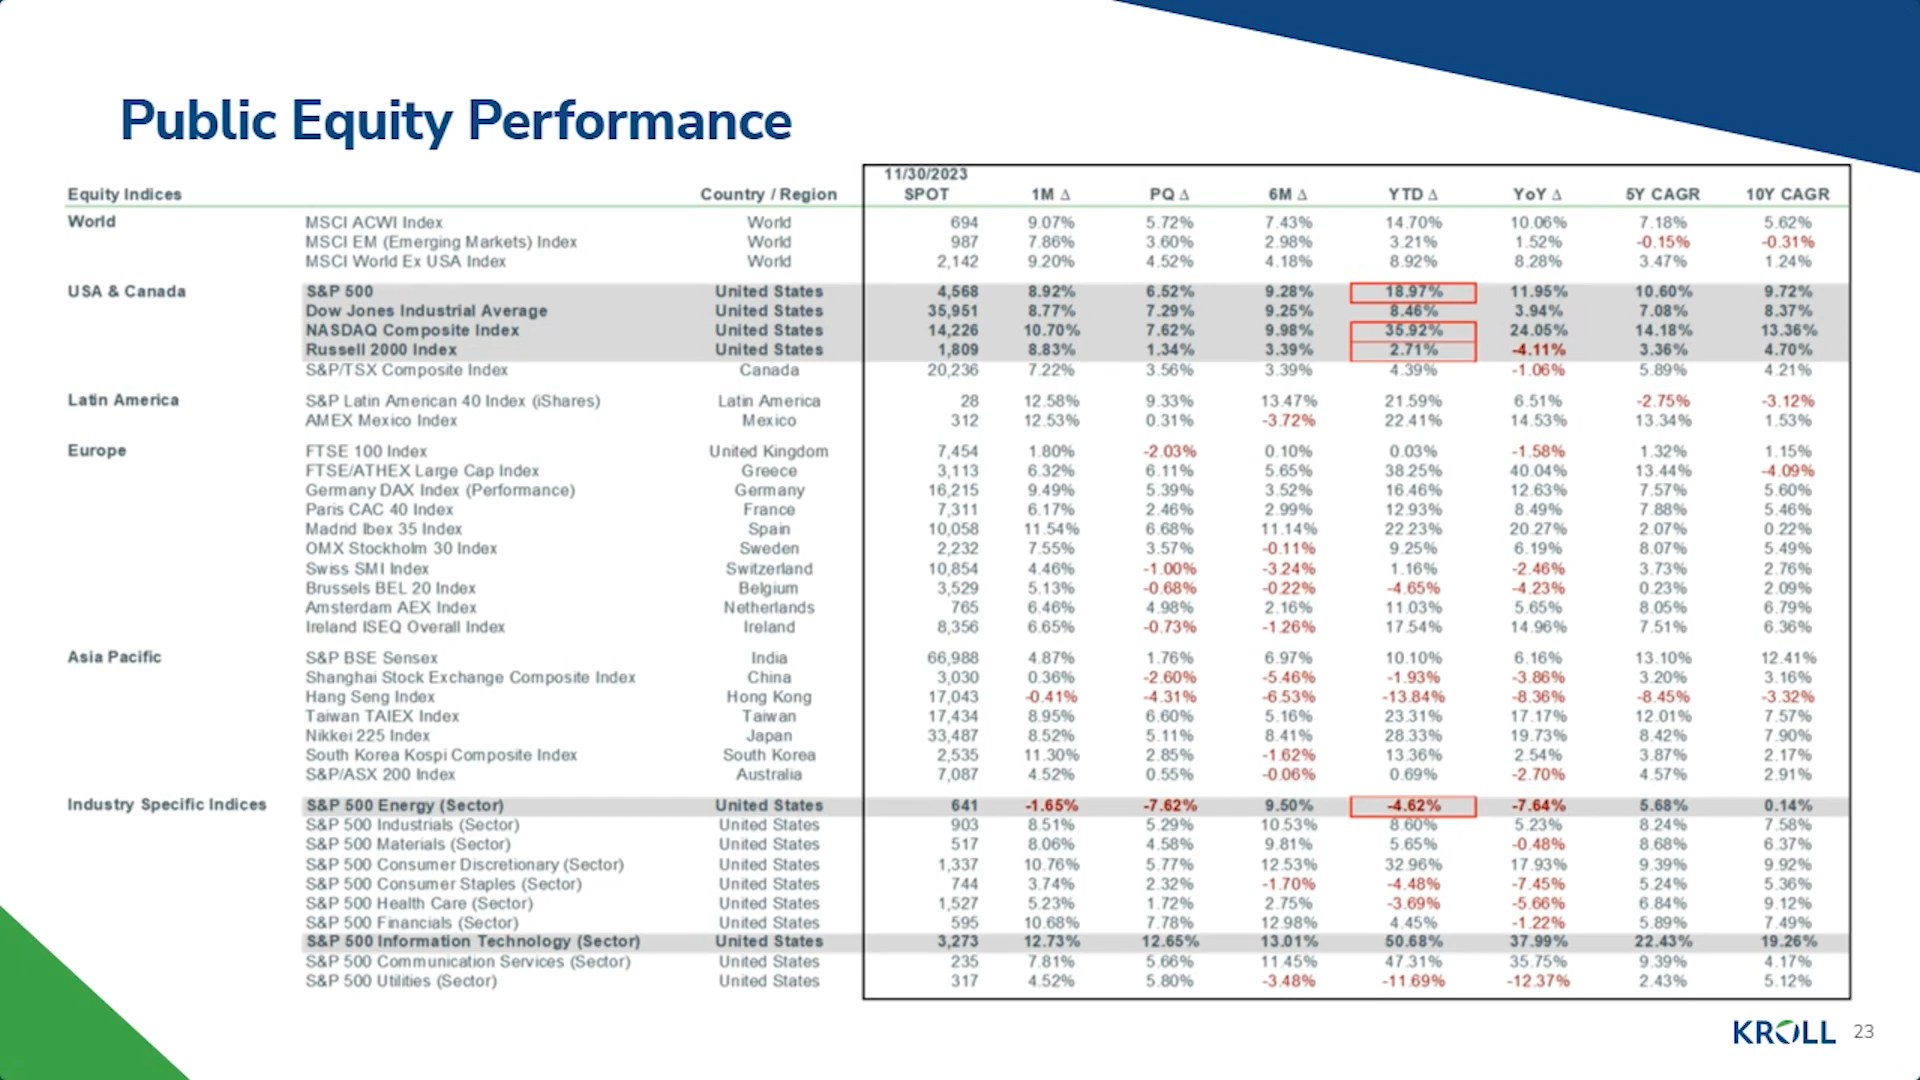 Public Equity Performance
11/30/2023
Equity Indices Country / Region SPOT 1M Δ PQ Δ 6M Δ YTD Δ YoY Δ 5Y CAGR 10Y CAGR
World MSCI ACWI Index World 694 9.07% 5.72% 7.43% 14.70% 10.06% 7.18% 5.62%
MSCI EM (Emerging Markets) Index World 987 7.86% 3.60% 2.98% 3.21% 1.52% -0.15% -0.31%
MSCI World Ex USA Index World 2,142 9.20% 4.52% 4.18% 8.92% 8.28% 3.47% 1.24%
USA & Canada S&P 500 United States 4,568 8.92% 6.52% 9.28% 18.97% 11.95% 10.60% 9.72%
Dow Jones Industrial Average United States 35,951 8.77% 7.29% 9.25% 8.46% 3.94% 7.08% 8.37%
NASDAQ Composite Index United States 14,226 10.70% 7.62% 9.98% 35.92% 24.05% 14.18% 13.36%
Russell 2000 Index United States 1,809 8.83% 1.34% 3.39% 2.71% -4.11% 3.36% 4.70%
S&P/TSX Composite Index Canada 20,236 7.22% 3.56% 3.39% 4.39% -1.06% 5.89% 4.21%
Latin America S&P Latin American 40 Index (iShares) Latin America 28 12.58% 9.33% 13.47% 21.59% 6.51% -2.75% -3.12%
AMEX Mexico Index Mexico 312 12.53% 0.31% -3.72% 22.41% 14.53% 13.34% 1.53%
Europe FTSE 100 Index United Kingdom 7,454 1.80% -2.03% 0.10% 0.03% -1.58% 1.32% 1.15%
FTSE/ATHEX Large Cap Index Greece 3,113 6.32% 6.11% 5.65% 38.25% 40.04% 13.44% -4.09%
Germany DAX Index (Performance) Germany 16,215 9.49% 5.39% 3.52% 16.46% 12.63% 7.57% 5.60%
Paris CAC 40 Index France 7,311 6.17% 2.46% 2.99% 12.93% 8.49% 7.88% 5.46%
Madrid Ibex 35 Index Spain 10,058 11.54% 6.68% 11.14% 22.23% 20.27% 2.07% 0.22%
OMX Stockholm 30 Index Sweden 2,232 7.55% 3.57% -0.11% 9.25% 6.19% 8.07% 5.49%
Swiss SMI Index Switzerland 10,854 4.46% -1.00% -3.24% 1.16% -2.46% 3.73% 2.76%
Brussels BEL 20 Index Belgium 3,529 5.13% -0.68% -0.22% -4.65% -4.23% 0.23% 2.09%
Amsterdam AEX Index Netherlands 765 6.46% 4.98% 2.16% 11.03% 5.65% 8.05% 6.79%
Ireland ISEQ Overall Index Ireland 8,356 6.65% -0.73% -1.26% 17.54% 14.96% 7.51% 6.36%
Asia Pacific S&P BSE Sensex India 66,988 4.87% 1.76% 6.97% 10.10% 6.16% 13.10% 12.41%
Shanghai Stock Exchange Composite Index China 3,030 0.36% -2.60% -5.46% -1.93% -3.86% 3.20% 3.16%
Hang Seng Index Hong Kong 17,043 -0.41% -4.31% -6.53% -13.84% -8.36% -8.45% -3.32%
Taiwan TAIEX Index Taiwan 17,434 8.95% 6.60% 5.16% 23.31% 17.17% 12.01% 7.57%
Nikkei 225 Index Japan 33,487 8.52% 5.11% 8.41% 28.33% 19.73% 8.42% 7.90%
South Korea Kospi Composite Index South Korea 2,535 11.30% 2.85% -1.62% 13.36% 2.54% 3.87% 2.17%
S&P/ASX 200 Index Australia 7,087 4.52% 0.55% -0.06% 0.69% -2.70% 4.57% 2.91%
Industry Specific Indices S&P 500 Energy (Sector) United States 641 -1.65% -7.62% 9.50% -4.62% -7.64% 5.68% 0.14%
S&P 500 Industrials (Sector) United States 903 8.51% 5.29% 10.53% 8.60% 5.23% 8.24% 7.58%
S&P 500 Materials (Sector) United States 517 8.06% 4.58% 9.81% 5.65% -0.48% 8.68% 6.37%
S&P 500 Consumer Discretionary (Sector) United States 1,337 10.76% 5.77% 12.53% 32.96% 17.93% 9.39% 9.92%
S&P 500 Consumer Staples (Sector) United States 744 3.74% 2.32% -1.70% -4.48% -7.45% 5.24% 5.36%
S&P 500 Health Care (Sector) United States 1,527 5.23% 1.72% 2.75% -3.69% -5.66% 6.84% 9.12%
S&P 500 Financials (Sector) United States 595 10.68% 7.78% 12.98% 4.45% -1.22% 5.89% 7.49%
S&P 500 Information Technology (Sector) United States 3,273 12.73% 12.65% 13.01% 50.68% 37.99% 22.43% 19.26%
S&P 500 Communication Services (Sector) United States 235 7.81% 5.66% 11.45% 47.31% 35.75% 9.39% 4.17%
S&P 500 Utilities (Sector) United States 317 4.52% 5.80% -3.48% -11.69% -12.37% 2.43% 5.12%
KROLL 23